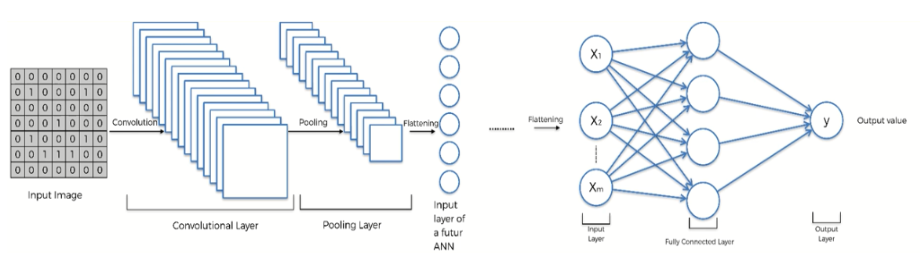 0 0 0 0 0 0 0
0 1 0 0 0 1 0
0 0 0 0 0 0 0
0 0 0 1 0 0 0
0 1 0 0 0 1 0
0 0 1 1 1 0 0
0 0 0 0 0 0 0
Input Image
Convolution
Convolutional Layer
Pooling
Pooling Layer
Flattening
Input
layer of
a futur
ANN
..........
Flattening
X1
X2
Xm
Input
Layer
Fully Connected Layer
y
Output
Layer
Output value